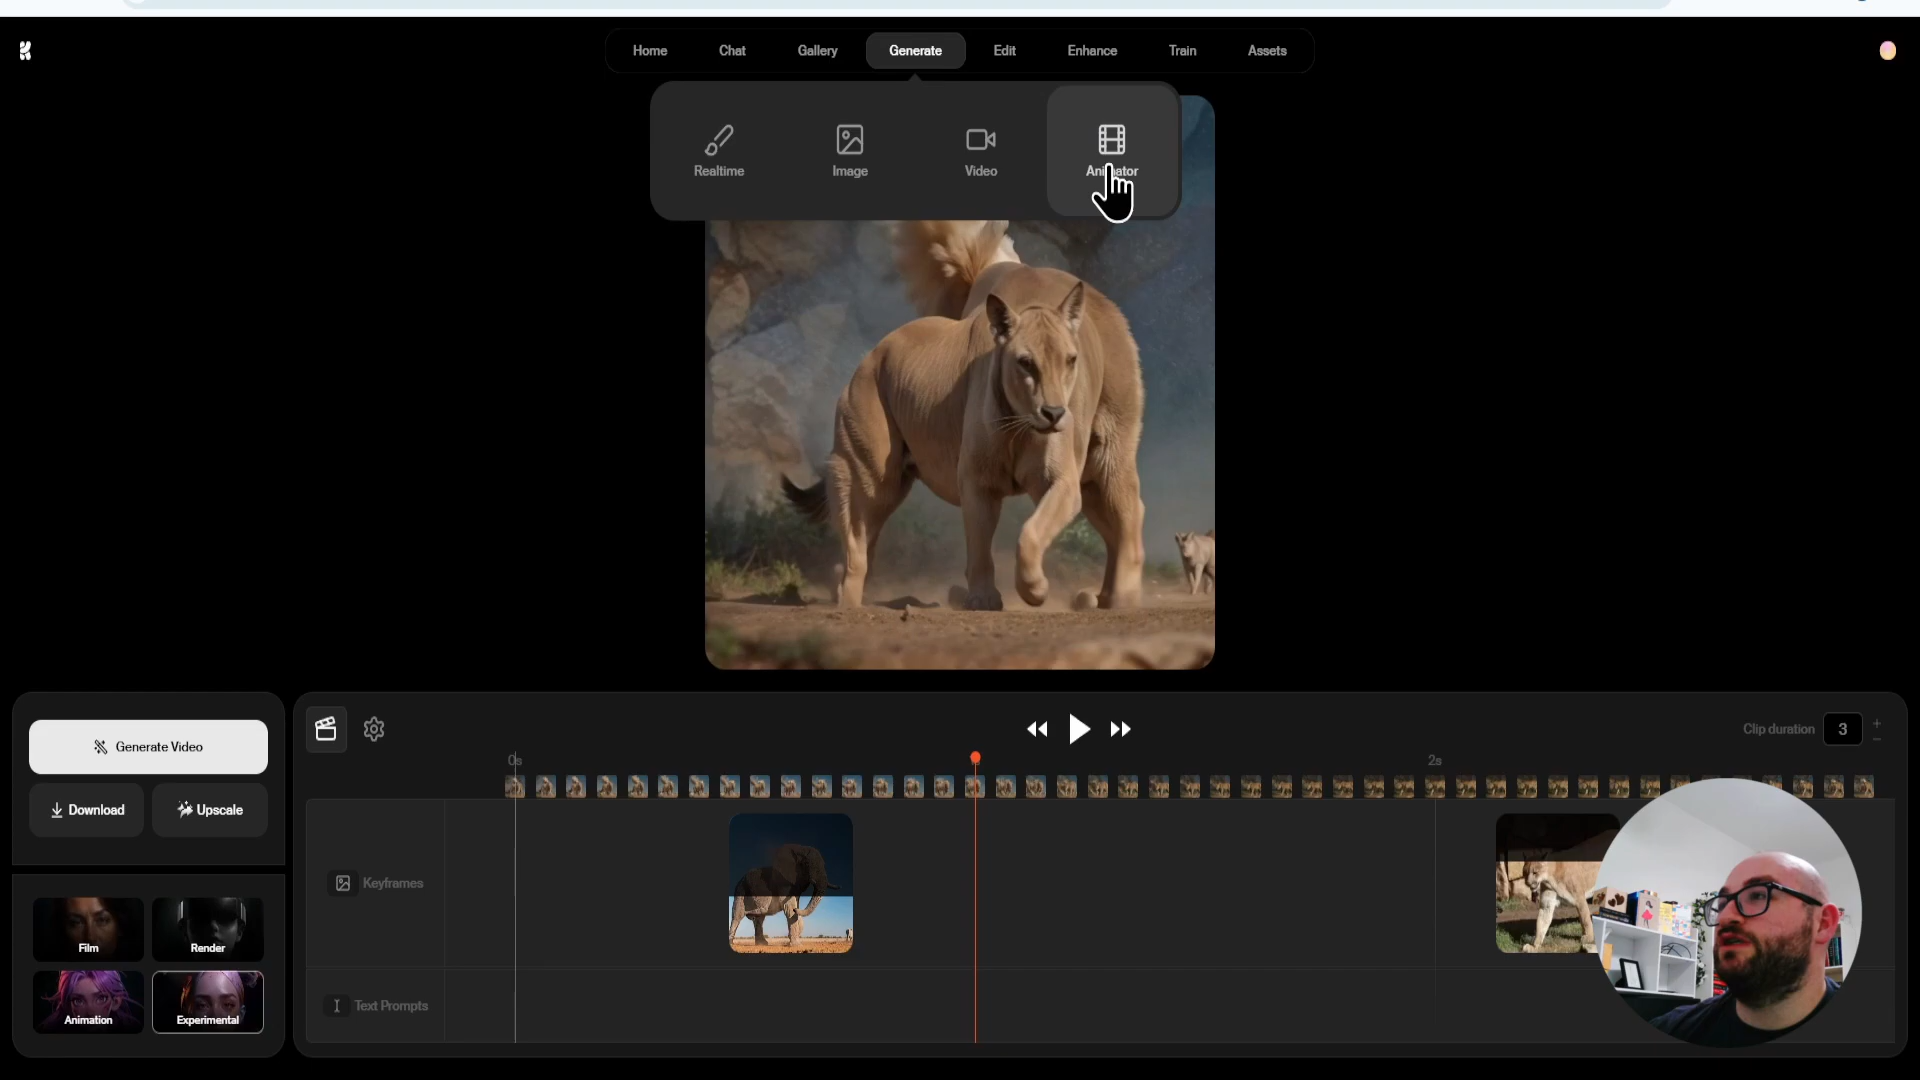 Home Chat Gallery Generate Edit Enhance Train Assets
Realtime Image Video Animator
Generate Video
Download Upscale
Film Render
Animation Experimental
Clip duration 3
0s 2s
Keyframes
Text Prompts